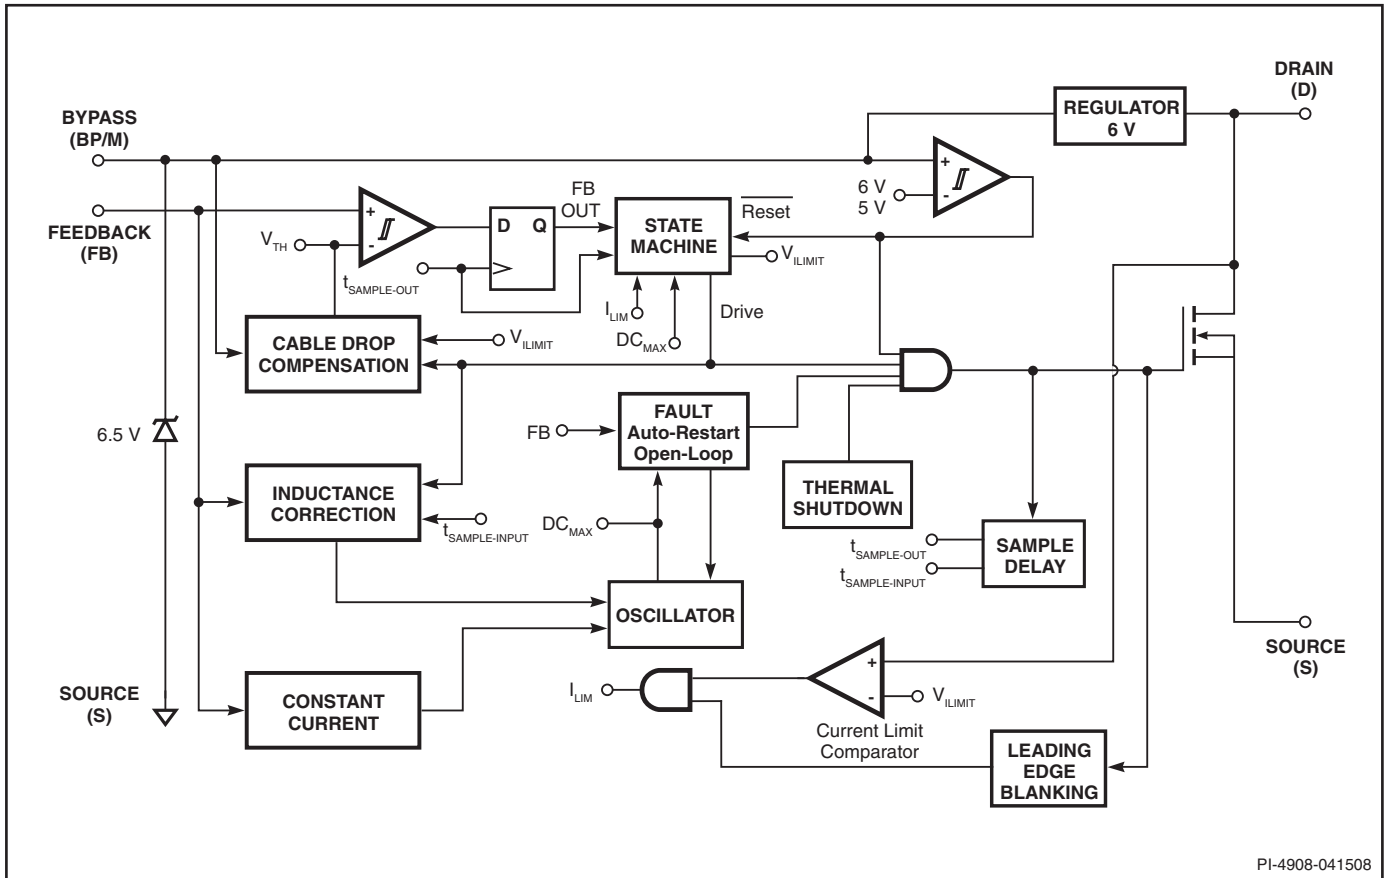 DRAIN
(D)
REGULATOR
6 V
BYPASS
(BP/M)
+
6 V
5 V
-
FEEDBACK
(FB)
+
-
V_TH
t_SAMPLE-OUT
D Q
FB
OUT
STATE
MACHINE
Reset
V_ILIMIT
I_LIM
DC_MAX
Drive
CABLE DROP
COMPENSATION
V_ILIMIT
6.5 V
FB
FAULT
Auto-Restart
Open-Loop
THERMAL
SHUTDOWN
INDUCTANCE
CORRECTION
t_SAMPLE-INPUT
DC_MAX
t_SAMPLE-OUT
t_SAMPLE-INPUT
SAMPLE
DELAY
OSCILLATOR
SOURCE
(S)
SOURCE
(S)
CONSTANT
CURRENT
I_LIM
+
-
V_ILIMIT
Current Limit
Comparator
LEADING
EDGE
BLANKING
PI-4908-041508